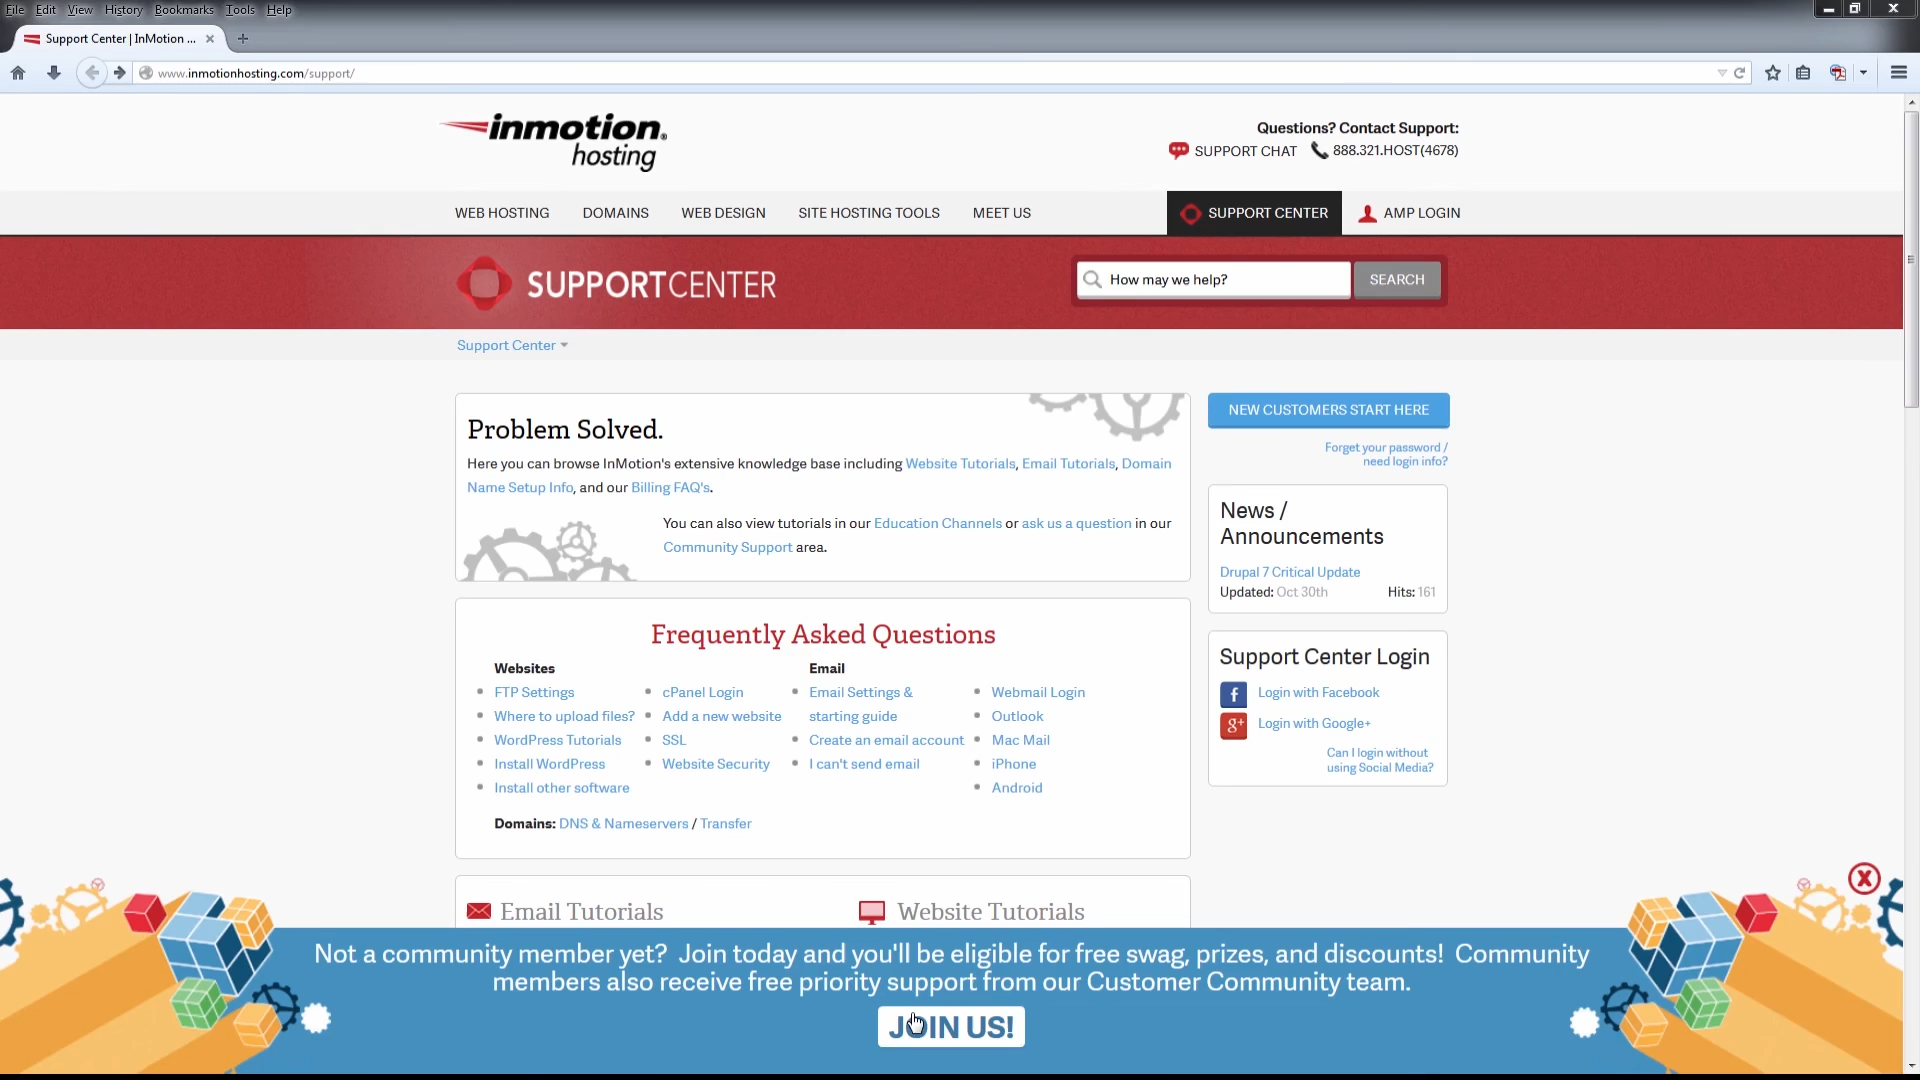 File Edit View History Bookmarks Tools Help
Support Center | InMotion ...
www.inmotionhosting.com/support/
inmotion®
hosting
Questions? Contact Support:
SUPPORT CHAT 888.321.HOST(4678)
WEB HOSTING DOMAINS WEB DESIGN SITE HOSTING TOOLS MEET US SUPPORT CENTER AMP LOGIN
SUPPORTCENTER
How may we help? SEARCH
Support Center
Problem Solved.
Here you can browse InMotion's extensive knowledge base including Website Tutorials, Email Tutorials, Domain
Name Setup Info, and our Billing FAQ's.
You can also view tutorials in our Education Channels or ask us a question in our
Community Support area.
NEW CUSTOMERS START HERE
Forget your password /
need login info?
News /
Announcements
Drupal 7 Critical Update
Updated: Oct 30th Hits: 161
Frequently Asked Questions
Websites
FTP Settings
Where to upload files?
WordPress Tutorials
Install WordPress
Install other software
cPanel Login
Add a new website
SSL
Website Security
Email
Email Settings &
starting guide
Create an email account
I can't send email
Webmail Login
Outlook
Mac Mail
iPhone
Android
Domains: DNS & Nameservers / Transfer
Support Center Login
f Login with Facebook
g+ Login with Google+
Can I login without
using Social Media?
Email Tutorials
Website Tutorials
Not a community member yet? Join today and you'll be eligible for free swag, prizes, and discounts! Community
members also receive free priority support from our Customer Community team.
JOIN US!